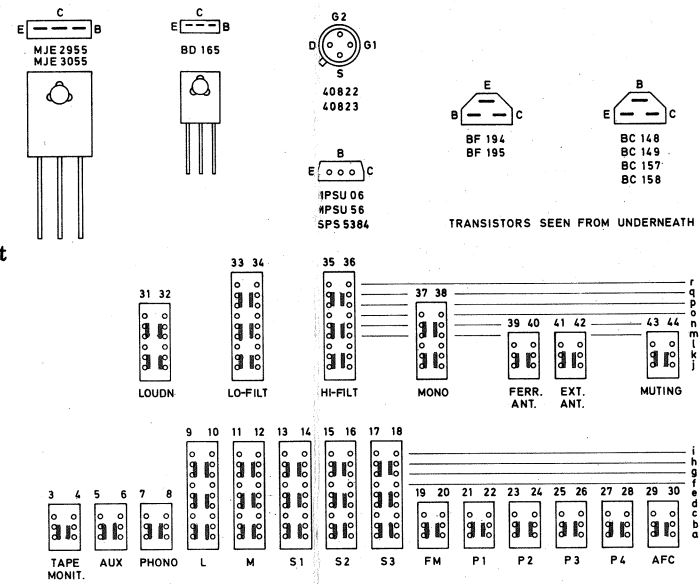 C
E B
MJE 2955
MJE 3055
C
E B
BD 165
G2
D G1
S
40822
40823
E
B C
BF 194
BF 195
B
E C
BC 148
BC 149
BC 157
BC 158
B
E C
MPSU 06
MPSU 56
SPS 5384
TRANSISTORS SEEN FROM UNDERNEATH
t
31 32
LOUDN
33 34
LO-FILT
35 36
HI-FILT
37 38
MONO
39 40
FERR.
ANT.
41 42
EXT.
ANT.
43 44
MUTING
r
q
p
o
n
m
l
k
j
3 4
TAPE
MONIT.
5 6
AUX
7 8
PHONO
9 10
L
11 12
M
13 14
S1
15 16
S2
17 18
S3
19 20
FM
21 22
P1
23 24
P2
25 26
P3
27 28
P4
29 30
AFC
i
h
g
f
e
d
c
b
a